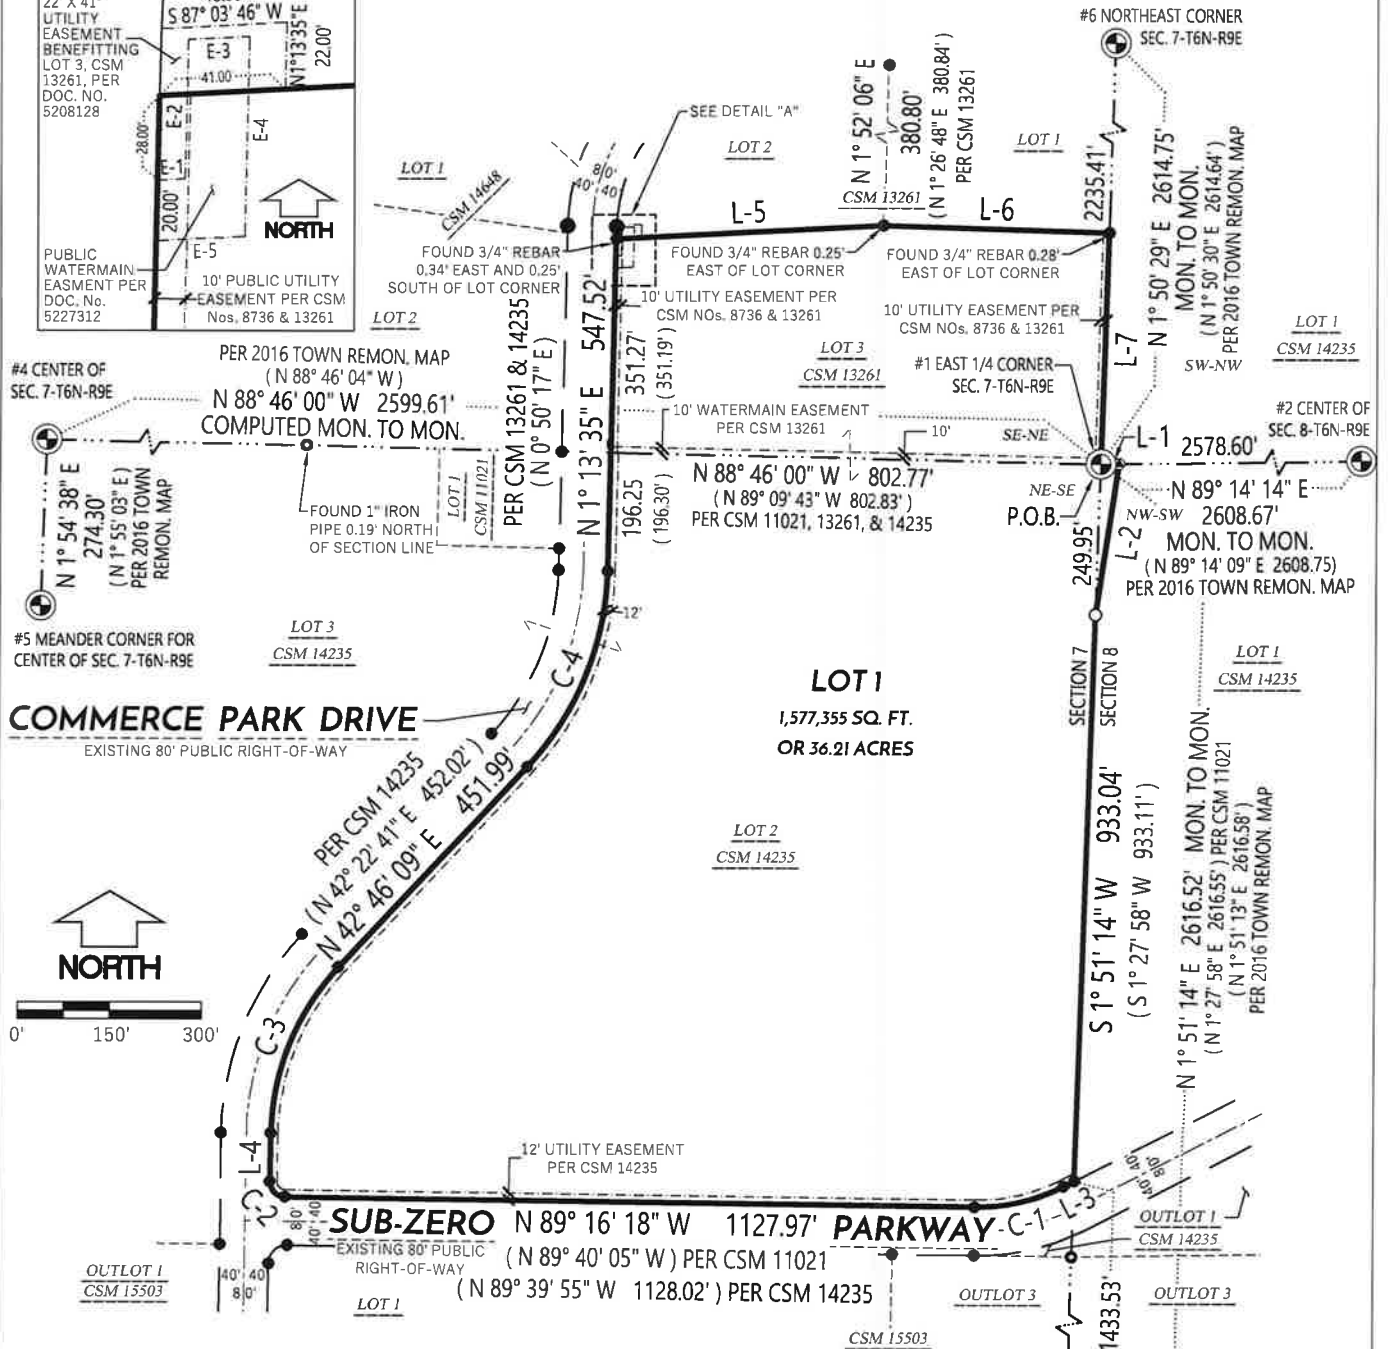 22' X 41'
UTILITY
EASEMENT
BENEFITTING
LOT 3, CSM
13261, PER
DOC. NO.
5208128
S 87° 03' 46" W
N1°13'35"E
22.00'
E-3
41.00
28.00'
E-2
E-4
E-1
20.00'
E-5
NORTH
PUBLIC
WATERMAIN
EASMENT PER
DOC. No.
5227312
10' PUBLIC UTILITY
EASEMENT PER CSM
Nos. 8736 & 13261
#6 NORTHEAST CORNER
SEC. 7-T6N-R9E
SEE DETAIL "A"
LOT 2
LOT 1
CSM 14648
80'
40' 40'
N 1° 52' 06" E
380.80'
(N 1° 26' 48" E 380.84')
PER CSM 13261
CSM 13261
LOT 1
2235.41'
N 1° 50' 29" E 2614.75'
MON. TO MON.
(N 1° 50' 30" E 2614.64')
PER 2016 TOWN REMON. MAP
L-5
L-6
FOUND 3/4" REBAR
0.34' EAST AND 0.25'
SOUTH OF LOT CORNER
FOUND 3/4" REBAR 0.25'
EAST OF LOT CORNER
FOUND 3/4" REBAR 0.28'
EAST OF LOT CORNER
10' UTILITY EASEMENT PER
CSM NOs. 8736 & 13261
10' UTILITY EASEMENT PER
CSM NOs. 8736 & 13261
LOT 2
LOT 3
CSM 13261
L-7
SW-NW
LOT 1
CSM 14235
#4 CENTER OF
SEC. 7-T6N-R9E
PER 2016 TOWN REMON. MAP
( N 88° 46' 04" W )
N 88° 46' 00" W 2599.61'
COMPUTED MON. TO MON.
PER CSM 13261 & 14235
( N 0° 50' 17" E )
N 1° 13' 35" E 547.52'
351.27'
(351.19')
#1 EAST 1/4 CORNER
SEC. 7-T6N-R9E
10' WATERMAIN EASEMENT
PER CSM 13261
10'
SE-NE
L-1
2578.60'
#2 CENTER OF
SEC. 8-T6N-R9E
N 1° 54' 38" E
274.30'
( N 1° 55' 03" E )
PER 2016 TOWN
REMON. MAP
FOUND 1" IRON
PIPE 0.19' NORTH
OF SECTION LINE
LOT 1
CSM 11021
196.25
(196.30')
N 88° 46' 00" W 802.77'
( N 89° 09' 43" W 802.83')
PER CSM 11021, 13261, & 14235
NE-SE
P.O.B.
NW-SW
N 89° 14' 14" E
2608.67'
MON. TO MON.
( N 89° 14' 09" E 2608.75)
PER 2016 TOWN REMON. MAP
249.95'
L-2
#5 MEANDER CORNER FOR
CENTER OF SEC. 7-T6N-R9E
LOT 3
CSM 14235
12'
C-4
LOT 1
1,577,355 SQ. FT.
OR 36.21 ACRES
SECTION 7
SECTION 8
LOT 1
CSM 14235
COMMERCE PARK DRIVE
EXISTING 80' PUBLIC RIGHT-OF-WAY
PER CSM 14235
( N 42° 22' 41" E 452.02' )
N 42° 46' 09" E 451.99'
LOT 2
CSM 14235
S 1° 51' 14" W 933.04'
( S 1° 27' 58" W 933.11')
N 1° 51' 14" E 2616.52' MON. TO MON.
( N 1° 27' 58" E 2616.55') PER CSM 11021
( N 1° 51' 13" E 2616.58')
PER 2016 TOWN REMON. MAP
NORTH
0' 150' 300'
C-3
L-4
C-2
12' UTILITY EASEMENT
PER CSM 14235
80'
40' 40'
SUB-ZERO PARKWAY
N 89° 16' 18" W 1127.97'
C-1
L-3
40' 40'
80'
EXISTING 80' PUBLIC
RIGHT-OF-WAY
( N 89° 40' 05" W ) PER CSM 11021
( N 89° 39' 55" W 1128.02' ) PER CSM 14235
OUTLOT 1
CSM 14235
OUTLOT 1
CSM 15503
40' 40'
80'
LOT 1
CSM 15503
OUTLOT 3
OUTLOT 3
1433.53'